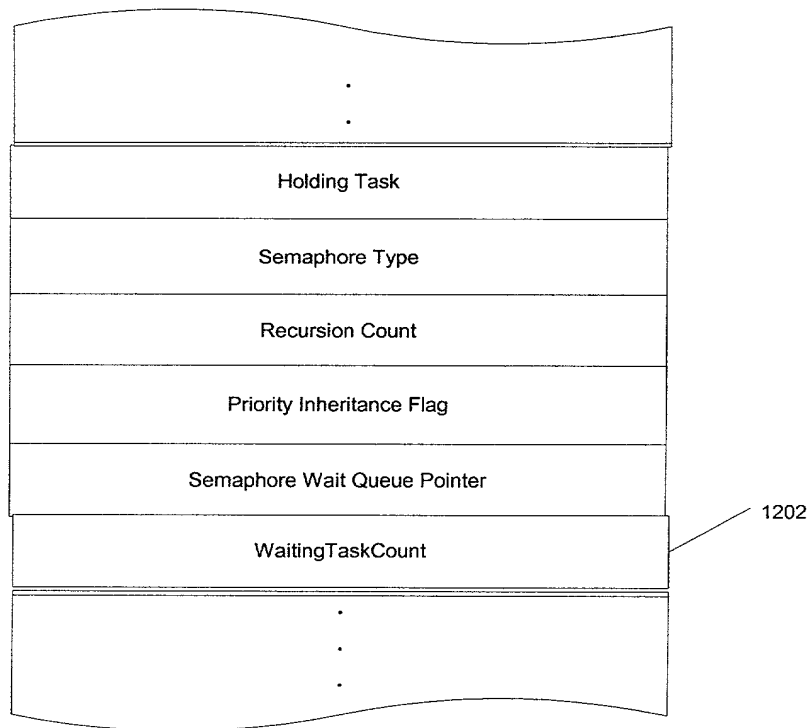 Holding Task
Semaphore Type
Recursion Count
Priority Inheritance Flag
Semaphore Wait Queue Pointer
WaitingTaskCount
1202